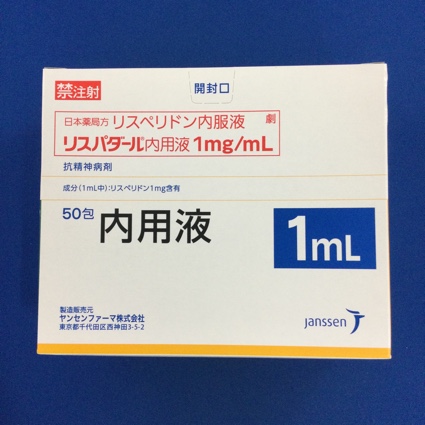 開封口
禁注射
日本薬局方 リスペリドン内服液 劇
リスパダール内用液1mg/mL
抗精神病剤
成分(1mL中):リスペリドン1mg含有
50包 内用液 1mL
製造販売元
ヤンセンファーマ株式会社
東京都千代田区西神田3-5-2
janssen